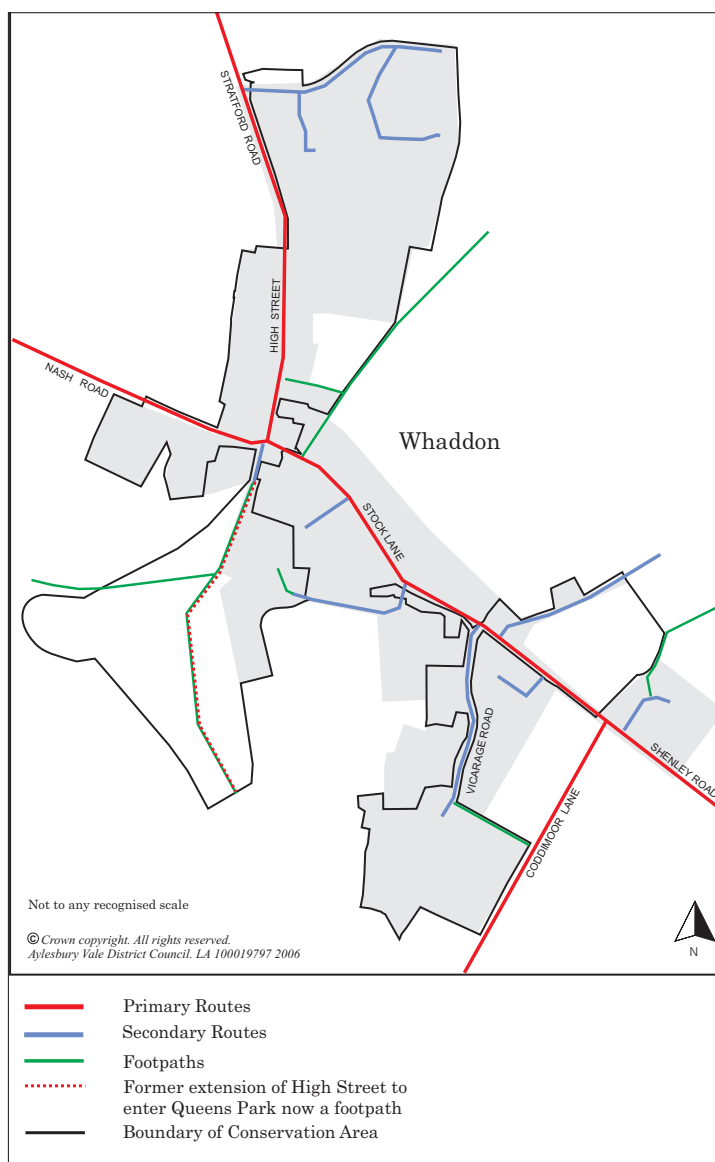 STRATFORD ROAD
HIGH STREET
NASH ROAD
Whaddon
STOCK LANE
VICARAGE ROAD
SHENLEY ROAD
CODDIMOOR LANE
Not to any recognised scale
© Crown copyright. All rights reserved.
Aylesbury Vale District Council. LA 100019797 2006
N
Primary Routes
Secondary Routes
Footpaths
Former extension of High Street to
enter Queens Park now a footpath
Boundary of Conservation Area